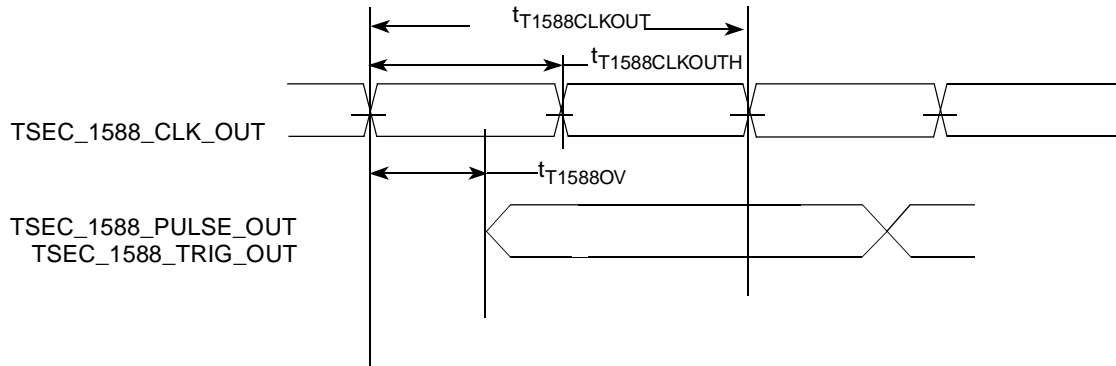 tT1588CLKOUT
tT1588CLKOUTH
TSEC_1588_CLK_OUT
tT1588OV
TSEC_1588_PULSE_OUT
TSEC_1588_TRIG_OUT